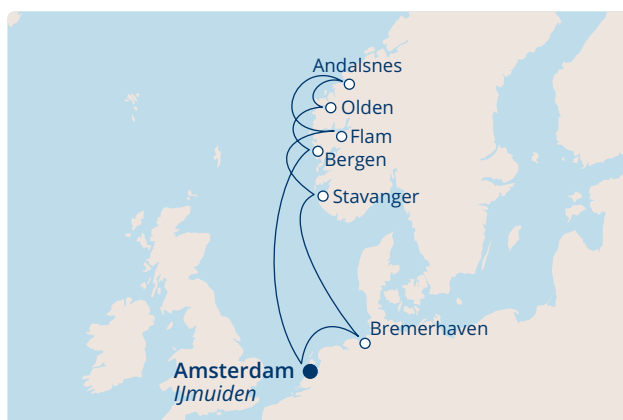 Andalsnes
Olden
Flam
Bergen
Stavanger
Bremerhaven
Amsterdam
IJmuiden